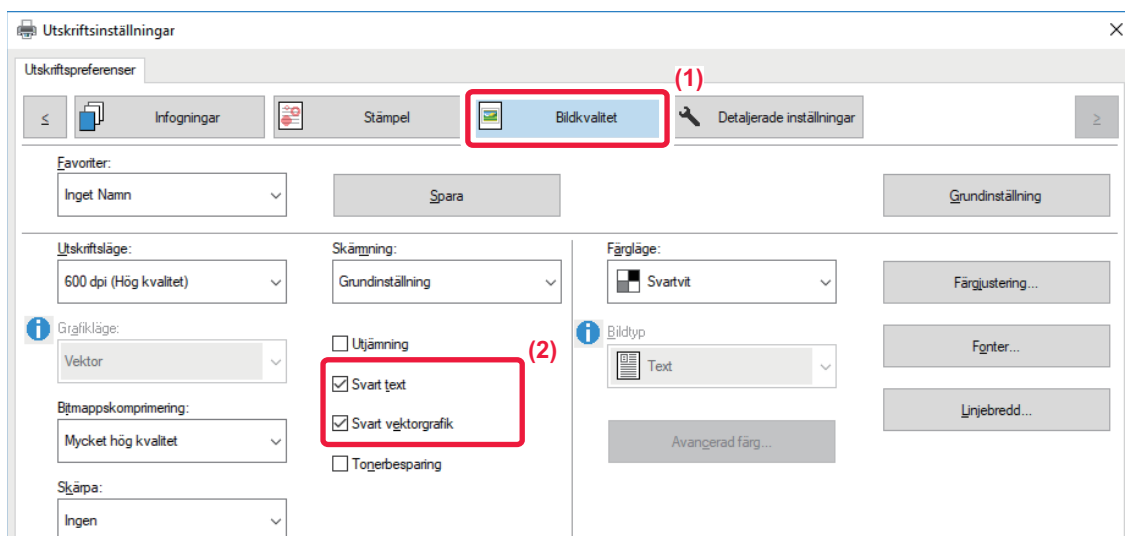 Utskriftsinställningar
Utskriftspreferenser
(1)
≤ Infogningar Stämpel Bildkvalitet Detaljerade inställningar ≥
Favoriter:
Inget Namn Spara Grundinställning
Utskriftsläge: Skärmning: Färgläge:
600 dpi (Hög kvalitet) Grundinställning Svartvit Färgjustering...
Grafikläge: Utjämning (2) Bildtyp Fonter...
Vektor Svart text Text
Bitmappskomprimering: Svart vektorgrafik Linjebredd...
Mycket hög kvalitet Avancerad färg...
Tonerbesparing
Skärpa:
Ingen